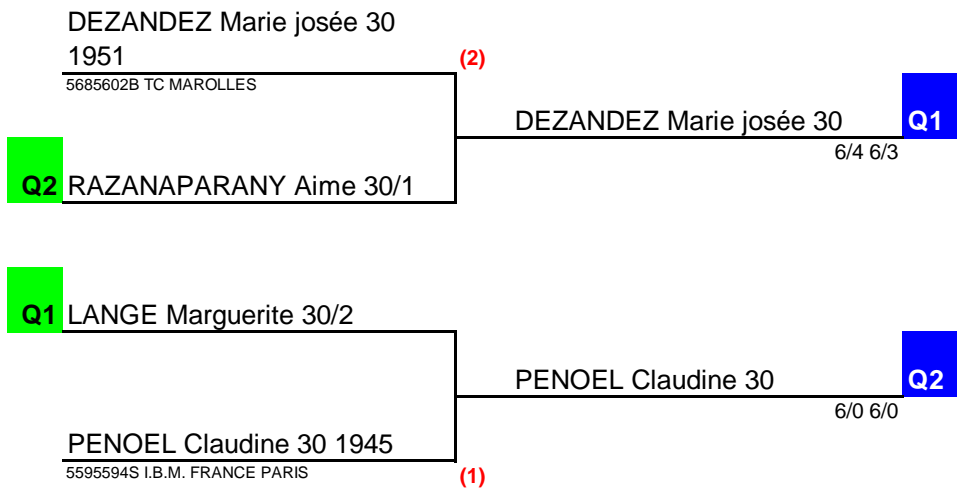 DEZANDEZ Marie josée 30
1951
(2)
5685602B TC MAROLLES
DEZANDEZ Marie josée 30
Q1
6/4 6/3
Q2 RAZANAPARANY Aime 30/1
Q1 LANGE Marguerite 30/2
PENOEL Claudine 30
Q2
6/0 6/0
PENOEL Claudine 30 1945
5595594S I.B.M. FRANCE PARIS
(1)